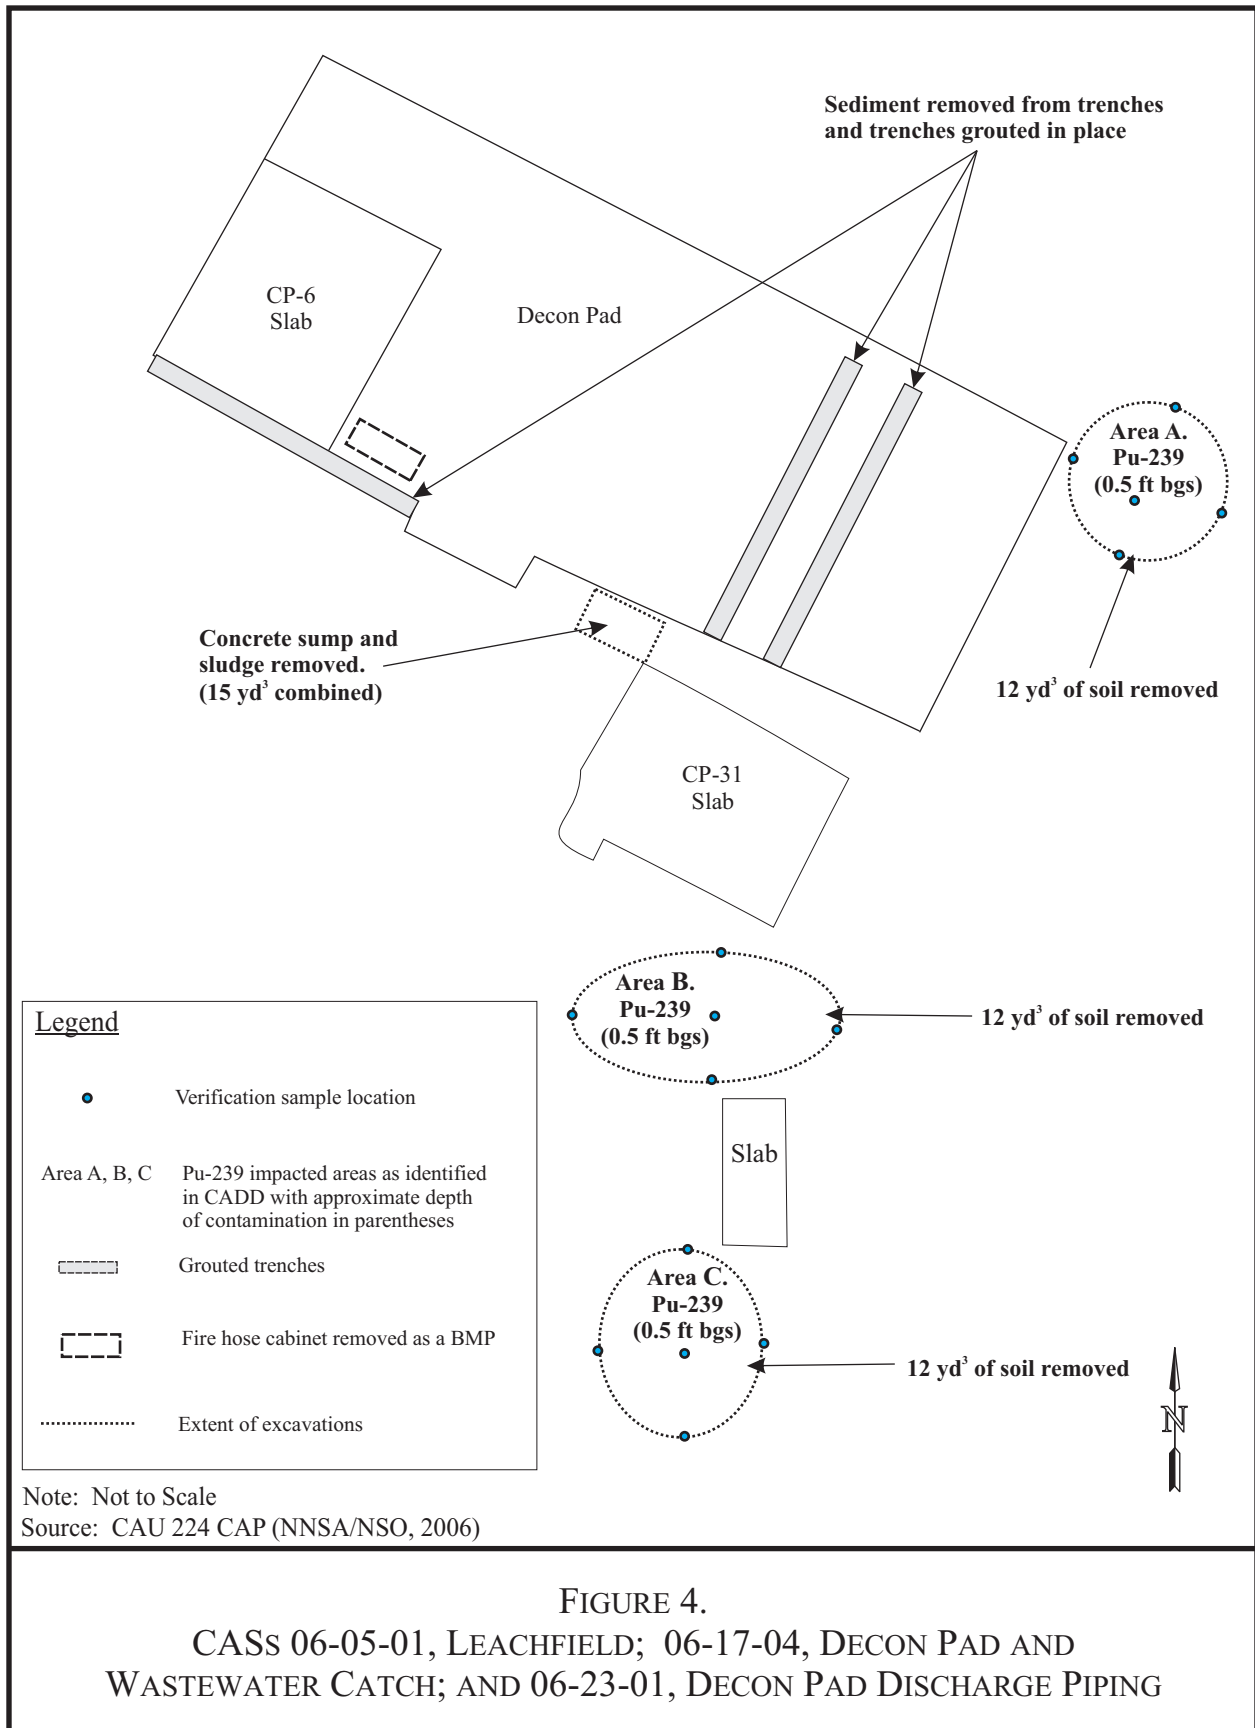 Sediment removed from trenches
and trenches grouted in place
CP-6
Slab
Decon Pad
Area A.
Pu-239
(0.5 ft bgs)
Concrete sump and
sludge removed.
(15 yd³ combined)
12 yd³ of soil removed
CP-31
Slab
Area B.
Pu-239
(0.5 ft bgs)
12 yd³ of soil removed
Slab
Area C.
Pu-239
(0.5 ft bgs)
12 yd³ of soil removed
N
Legend
Verification sample location
Area A, B, C Pu-239 impacted areas as identified
in CADD with approximate depth
of contamination in parentheses
Grouted trenches
Fire hose cabinet removed as a BMP
Extent of excavations
Note: Not to Scale
Source: CAU 224 CAP (NNSA/NSO, 2006)
FIGURE 4.
CASS 06-05-01, LEACHFIELD; 06-17-04, DECON PAD AND
WASTEWATER CATCH; AND 06-23-01, DECON PAD DISCHARGE PIPING